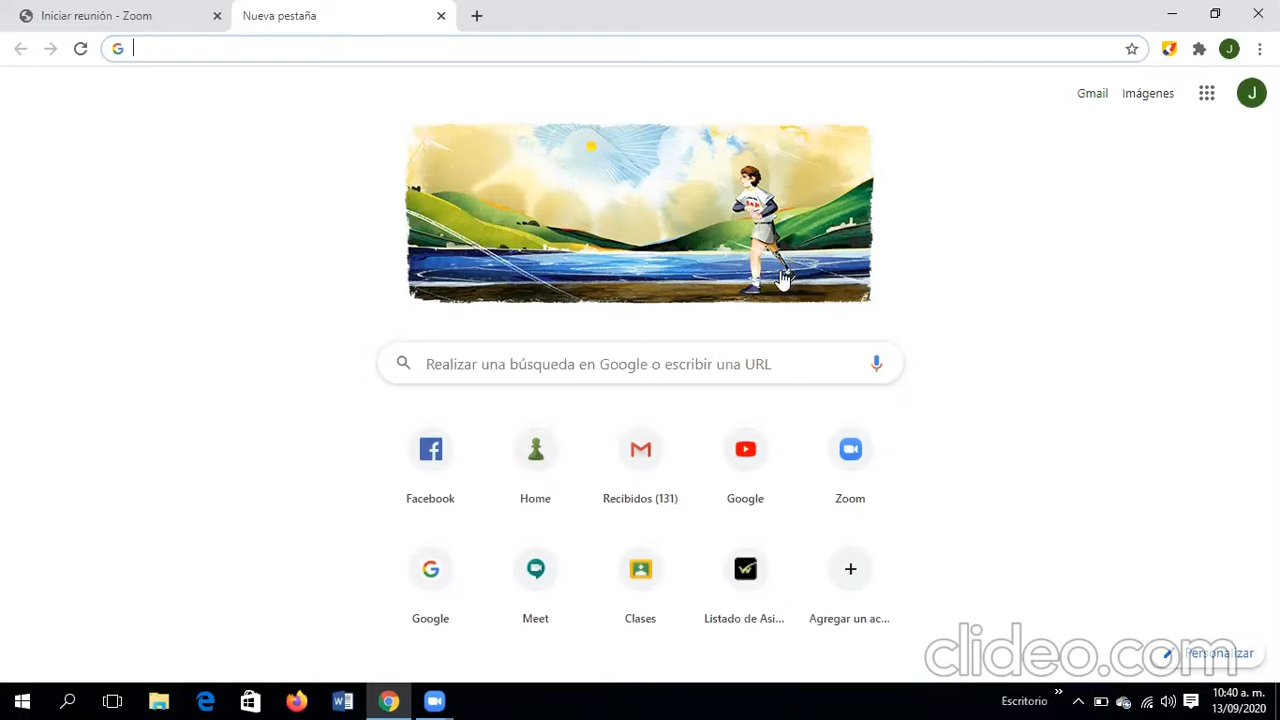 Iniciar reunión - Zoom
Nueva pestaña
J
Gmail
Imágenes
J
Realizar una búsqueda en Google o escribir una URL
Facebook
Home
Recibidos (131)
Google
Zoom
Google
Meet
Clases
Listado de Asi...
Agregar un ac...
clideo.com
Personalizar
Escritorio
10:40 a. m.
13/09/2020